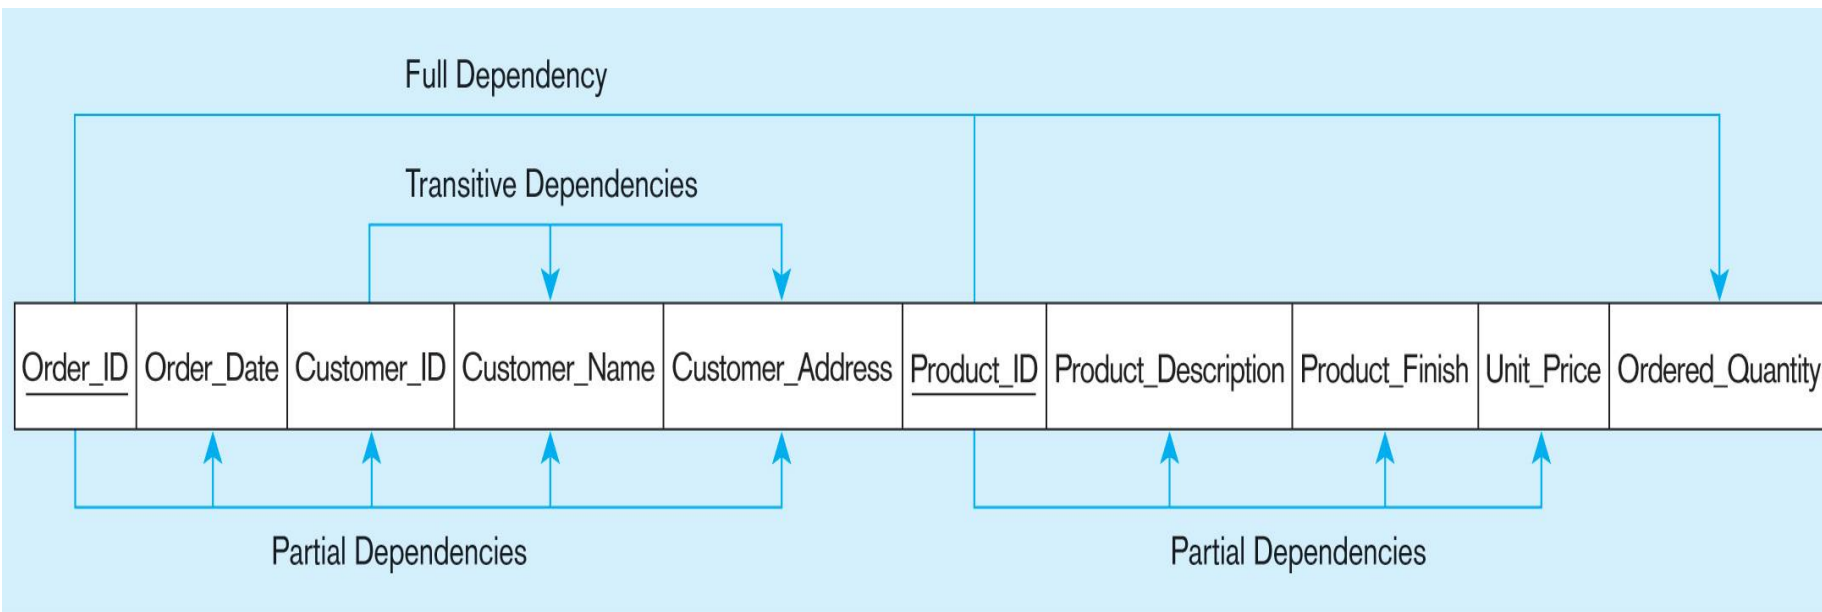 Full Dependency
Transitive Dependencies
Order_ID Order_Date Customer_ID Customer_Name Customer_Address Product_ID Product_Description Product_Finish Unit_Price Ordered_Quantity
Partial Dependencies Partial Dependencies